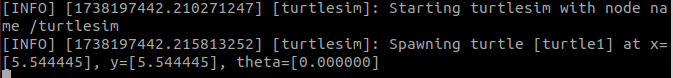 [INFO] [1738197442.210271247] [turtlesim]: Starting turtlesim with node na
me /turtlesim
[INFO] [1738197442.215813252] [turtlesim]: Spawning turtle [turtle1] at x=
[5.544445], y=[5.544445], theta=[0.000000]